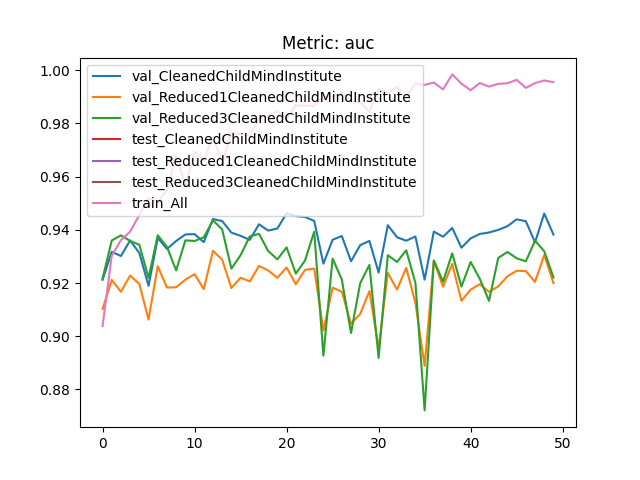 Metric: auc
val_CleanedChildMindInstitute
val_Reduced1CleanedChildMindInstitute
val_Reduced3CleanedChildMindInstitute
test_CleanedChildMindInstitute
test_Reduced1CleanedChildMindInstitute
test_Reduced3CleanedChildMindInstitute
train_All
1.00
0.98
0.96
0.94
0.92
0.90
0.88
0 10 20 30 40 50